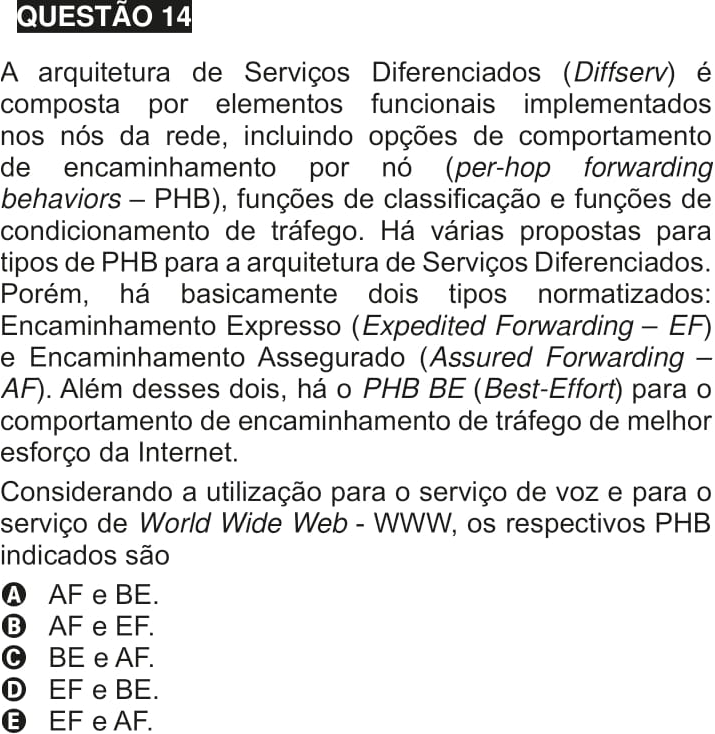 QUESTÃO 14
A arquitetura de Serviços Diferenciados (Diffserv) é
composta por elementos funcionais implementados
nos nós da rede, incluindo opções de comportamento
de encaminhamento por nó (per-hop forwarding
behaviors – PHB), funções de classificação e funções de
condicionamento de tráfego. Há várias propostas para
tipos de PHB para a arquitetura de Serviços Diferenciados.
Porém, há basicamente dois tipos normatizados:
Encaminhamento Expresso (Expedited Forwarding – EF)
e Encaminhamento Assegurado (Assured Forwarding –
AF). Além desses dois, há o PHB BE (Best-Effort) para o
comportamento de encaminhamento de tráfego de melhor
esforço da Internet.
Considerando a utilização para o serviço de voz e para o
serviço de World Wide Web - WWW, os respectivos PHB
indicados são
A AF e BE.
B AF e EF.
C BE e AF.
D EF e BE.
E EF e AF.